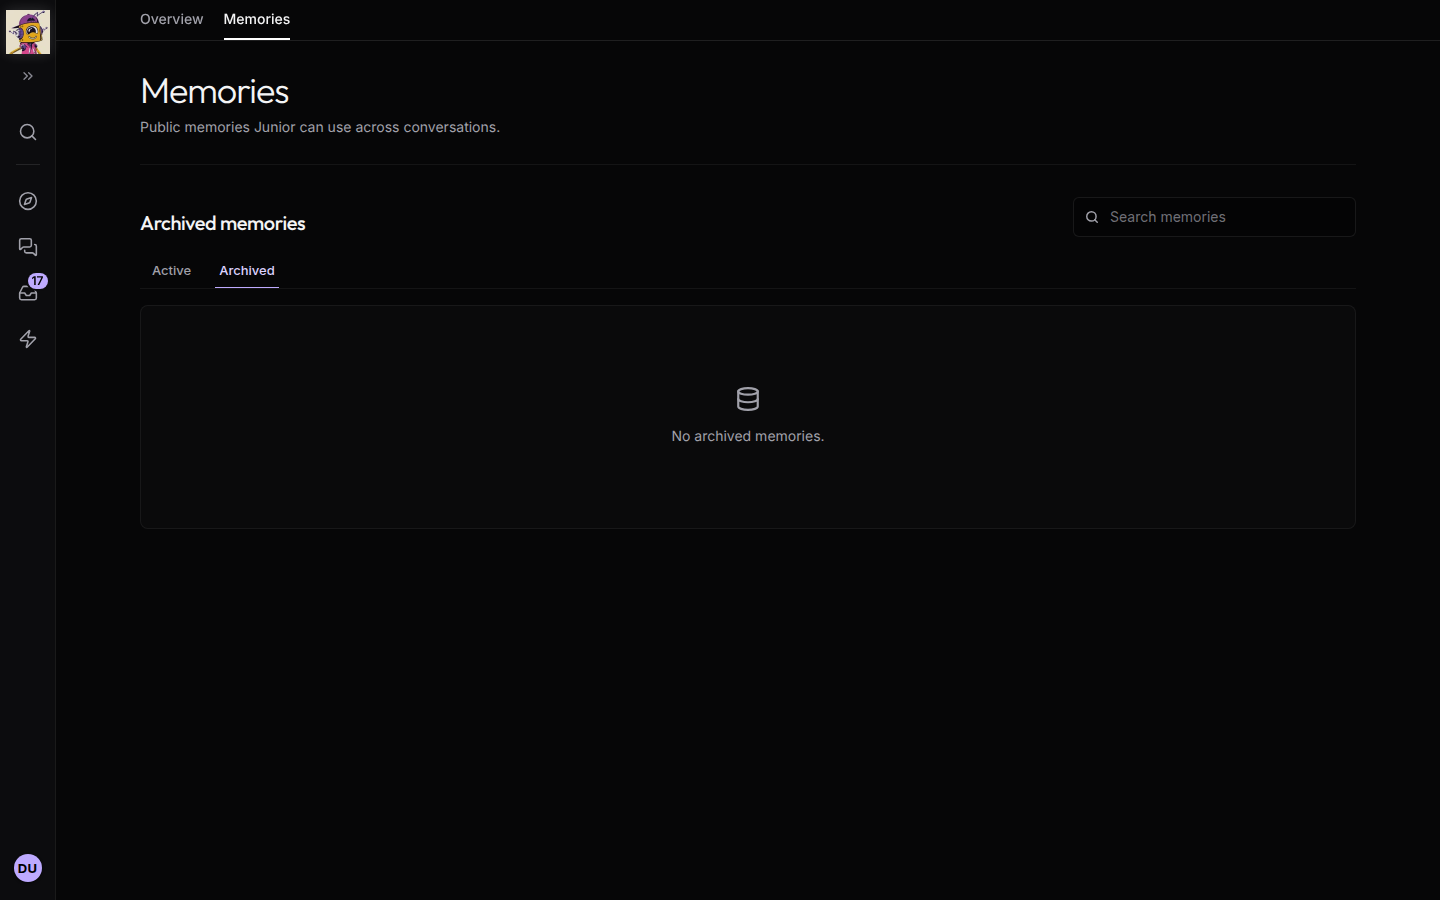 Overview Memories
Memories
Public memories Junior can use across conversations.
Archived memories
Search memories
Active Archived
17
No archived memories.
DU